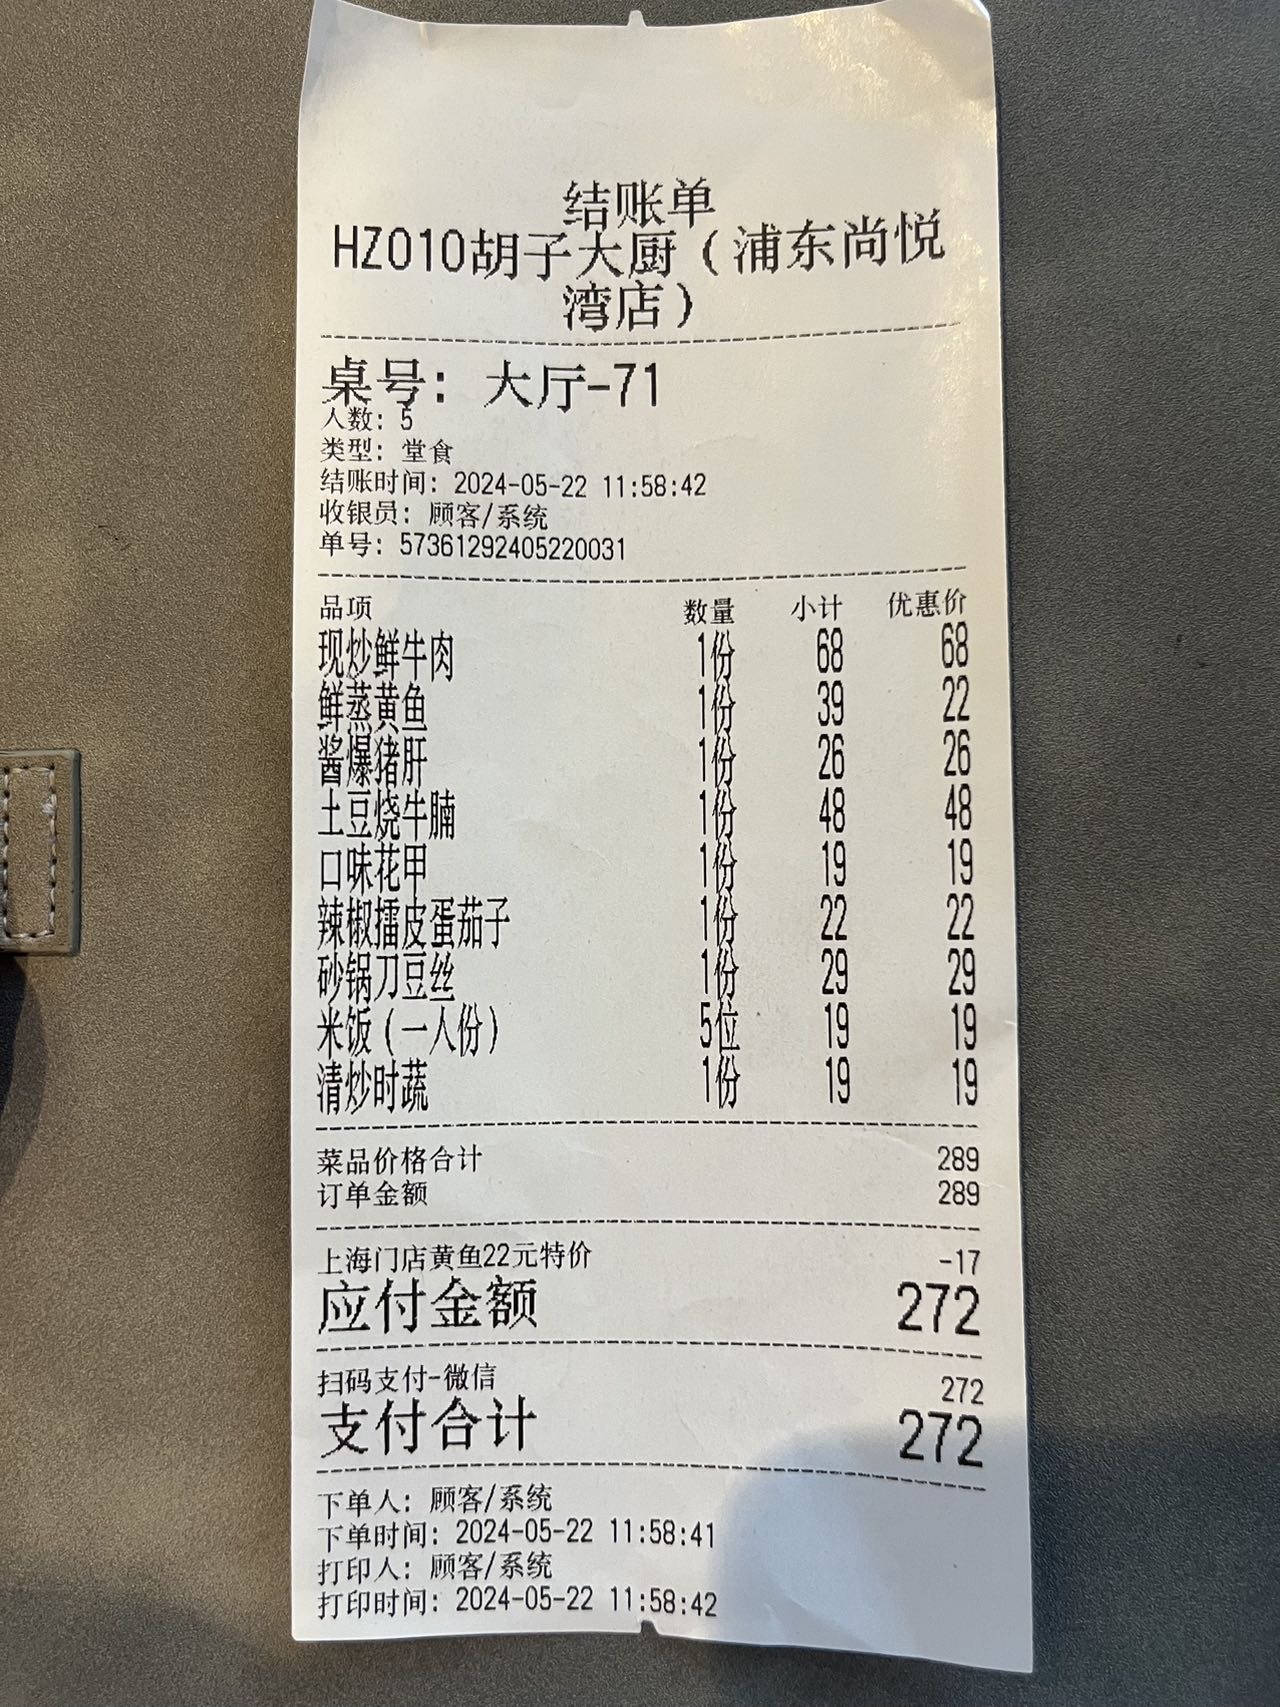 结账单
HZ010胡子大厨（浦东尚悦
湾店）
桌号：大厅-71
人数：5
类型：堂食
结账时间：2024-05-22 11:58:42
收银员：顾客/系统
单号：57361292405220031
品项 数量 小计 优惠价
现炒鲜牛肉 1份 68 68
鲜蒸黄鱼 1份 39 22
酱爆猪肝 1份 26 26
土豆烧牛腩 1份 48 48
口味花甲 1份 19 19
辣椒擂皮蛋茄子 1份 22 22
砂锅刀豆丝 1份 29 29
米饭（一人份） 5位 19 19
清炒时蔬 1份 19 19
菜品价格合计 289
订单金额 289
上海门店黄鱼22元特价 -17
应付金额 272
扫码支付-微信 272
支付合计 272
下单人：顾客/系统
下单时间：2024-05-22 11:58:41
打印人：顾客/系统
打印时间：2024-05-22 11:58:42